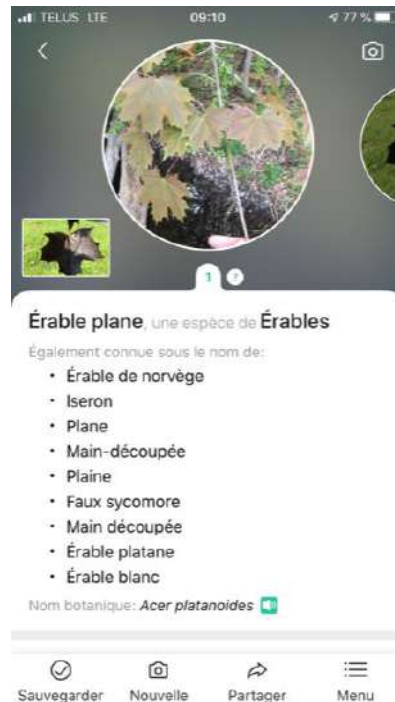 TELUS LTE 09:10 77 %
1 2
Érable plane, une espèce de Érables
Également connue sous le nom de:
• Érable de norvège
• Iseron
• Plane
• Main-découpée
• Plaine
• Faux sycomore
• Main découpée
• Érable platane
• Érable blanc
Nom botanique: Acer platanoides
Sauvegarder Nouvelle Partager Menu